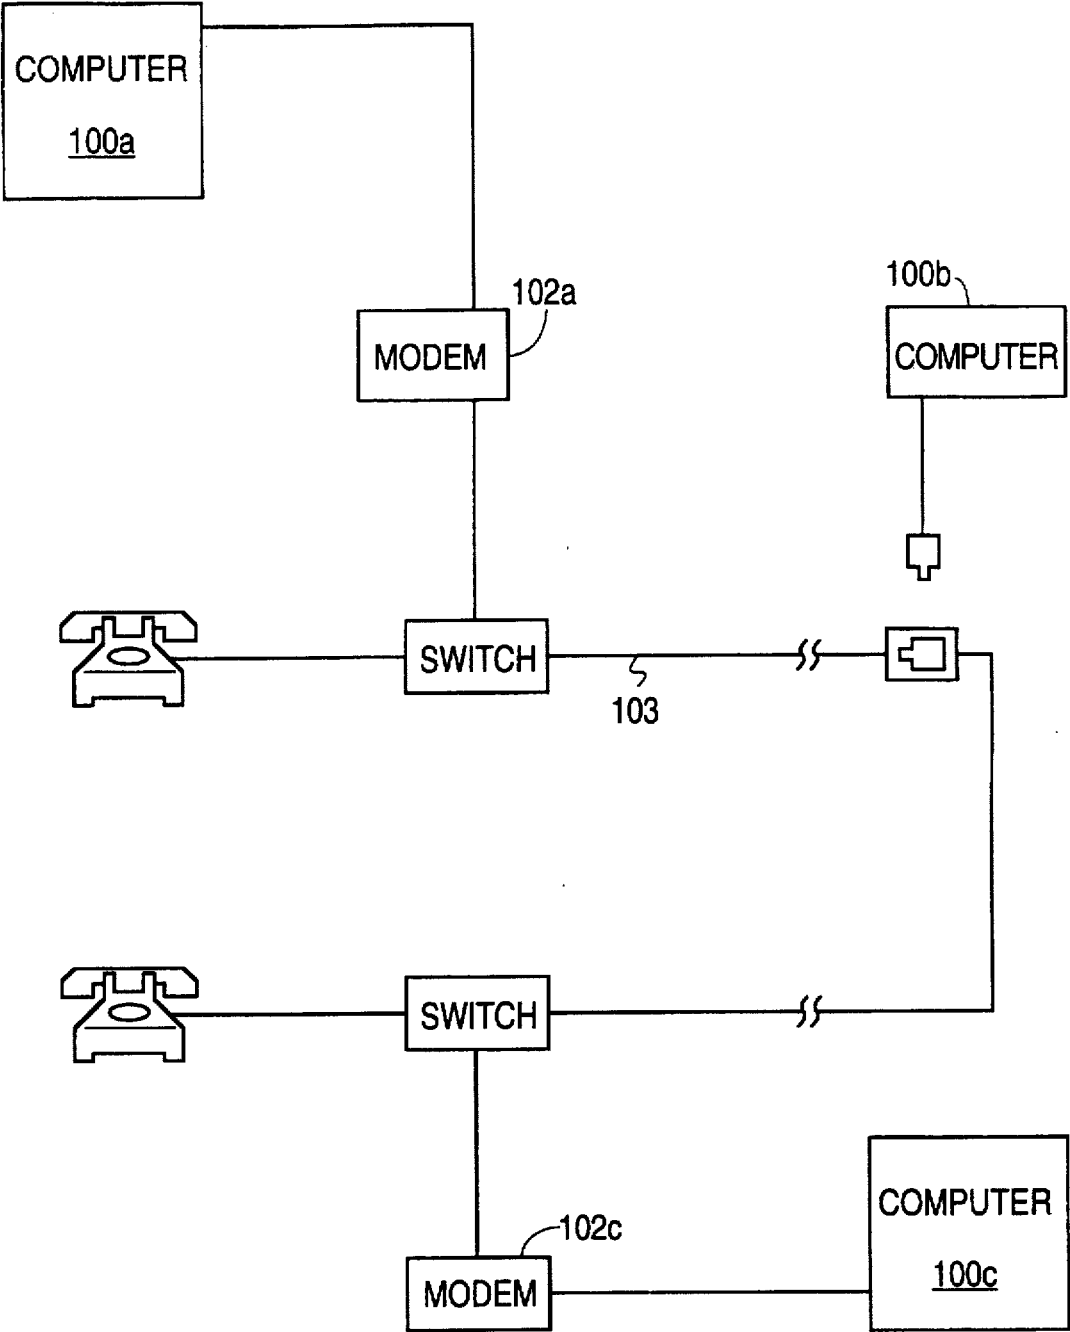 COMPUTER
100a
102a
MODEM
100b
COMPUTER
SWITCH
103
SWITCH
102c
MODEM
COMPUTER
100c